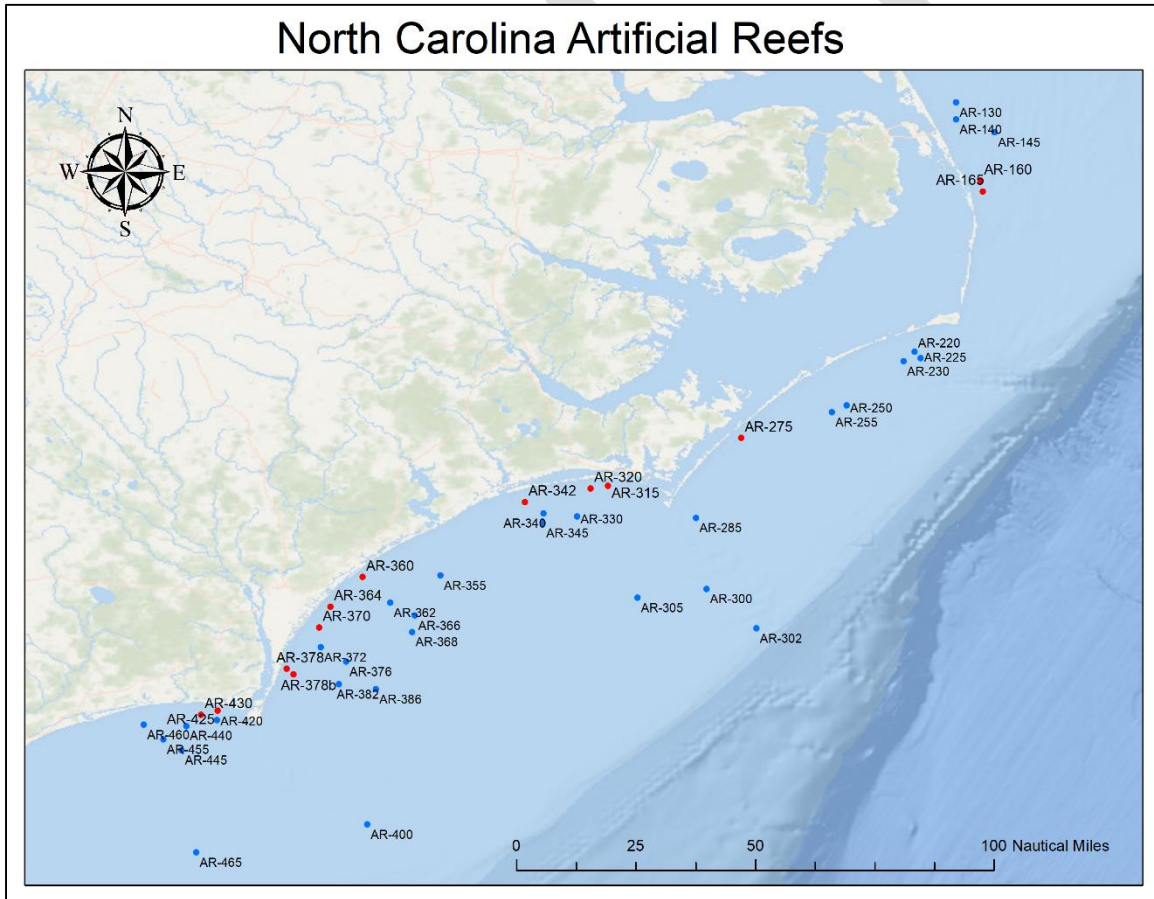 North Carolina Artificial Reefs
N
W E
S
AR-130
AR-140
AR-145
AR-160
AR-165
AR-220
AR-225
AR-230
AR-250
AR-255
AR-275
AR-320
AR-315
AR-342
AR-340
AR-330
AR-345
AR-285
AR-360
AR-355
AR-300
AR-305
AR-364
AR-362
AR-370
AR-366
AR-302
AR-368
AR-378
AR-372
AR-376
AR-378b
AR-382
AR-386
AR-430
AR-425
AR-420
AR-460
AR-440
AR-455
AR-445
AR-400
AR-465
0 25 50 100 Nautical Miles